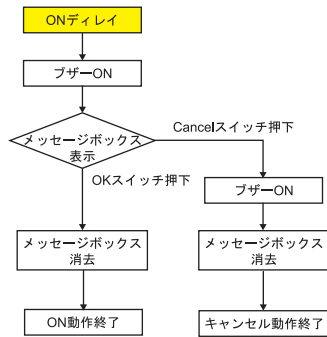 ONディレイ
ブザーON
メッセージボックス
表示
Cancelスイッチ押下
OKスイッチ押下
ブザーON
メッセージボックス
消去
メッセージボックス
消去
ON動作終了
キャンセル動作終了